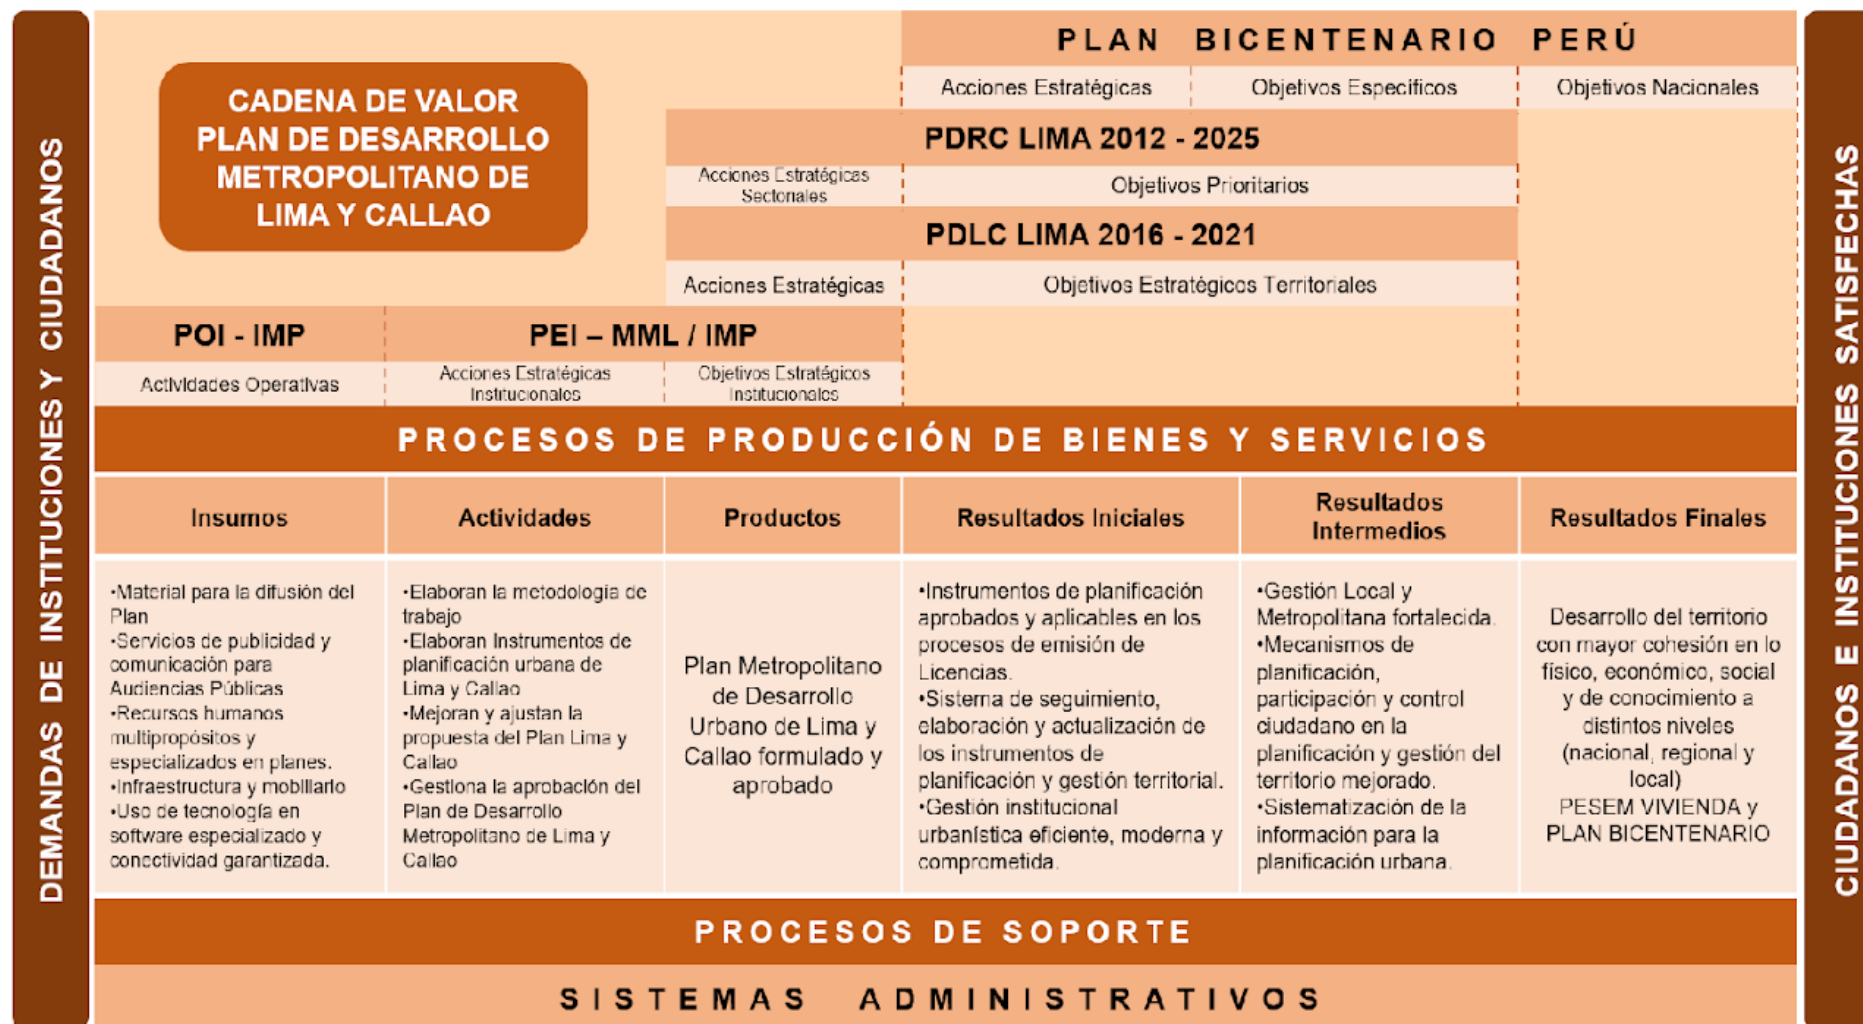 DEMANDAS DE INSTITUCIONES Y CIUDADANOS
CADENA DE VALOR
PLAN DE DESARROLLO
METROPOLITANO DE
LIMA Y CALLAO
PLAN BICENTENARIO PERÚ
Acciones Estratégicas
Objetivos Específicos
Objetivos Nacionales
PDRC LIMA 2012 - 2025
Acciones Estratégicas
Sectoriales
Objetivos Prioritarios
PDLC LIMA 2016 - 2021
Acciones Estratégicas
Objetivos Estratégicos Territoriales
POI - IMP
PEI – MML / IMP
Actividades Operativas
Acciones Estratégicas
Institucionales
Objetivos Estratégicos
Institucionales
PROCESOS DE PRODUCCIÓN DE BIENES Y SERVICIOS
Insumos
Actividades
Productos
Resultados Iniciales
Resultados
Intermedios
Resultados Finales
•Material para la difusión del
Plan
•Servicios de publicidad y
comunicación para
Audiencias Públicas
•Recursos humanos
multipropósitos y
especializados en planes.
•Infraestructura y mobiliario
•Uso de tecnología en
software especializado y
conectividad garantizada.
•Elaboran la metodología de
trabajo
•Elaboran Instrumentos de
planificación urbana de
Lima y Callao
•Mejoran y ajustan la
propuesta del Plan Lima y
Callao
•Gestiona la aprobación del
Plan de Desarrollo
Metropolitano de Lima y
Callao
Plan Metropolitano
de Desarrollo
Urbano de Lima y
Callao formulado y
aprobado
•Instrumentos de planificación
aprobados y aplicables en los
procesos de emisión de
Licencias.
•Sistema de seguimiento,
elaboración y actualización de
los instrumentos de
planificación y gestión territorial.
•Gestión institucional
urbanística eficiente, moderna y
comprometida.
•Gestión Local y
Metropolitana fortalecida.
•Mecanismos de
planificación,
participación y control
ciudadano en la
planificación y gestión del
territorio mejorado.
•Sistematización de la
información para la
planificación urbana.
Desarrollo del territorio
con mayor cohesión en lo
físico, económico, social
y de conocimiento a
distintos niveles
(nacional, regional y
local)
PESEM VIVIENDA y
PLAN BICENTENARIO
PROCESOS DE SOPORTE
SISTEMAS ADMINISTRATIVOS
CIUDADANOS E INSTITUCIONES SATISFECHAS